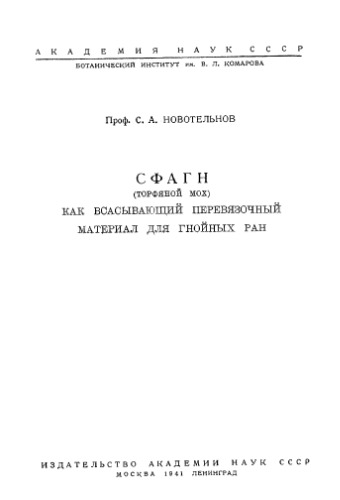 АКАДЕМИЯ НАУК СССР
БОТАНИЧЕСКИЙ ИНСТИТУТ им. В. Л. КОМАРОВА
Проф. С. А. НОВОТЕЛЬНОВ
СФАГН
(ТОРФЯНОЙ МОХ)
КАК ВСАСЫВАЮЩИЙ ПЕРЕВЯЗОЧНЫЙ
МАТЕРИАЛ ДЛЯ ГНОЙНЫХ РАН
ИЗДАТЕЛЬСТВО АКАДЕМИИ НАУК СССР
МОСКВА 1941 ЛЕНИНГРАД